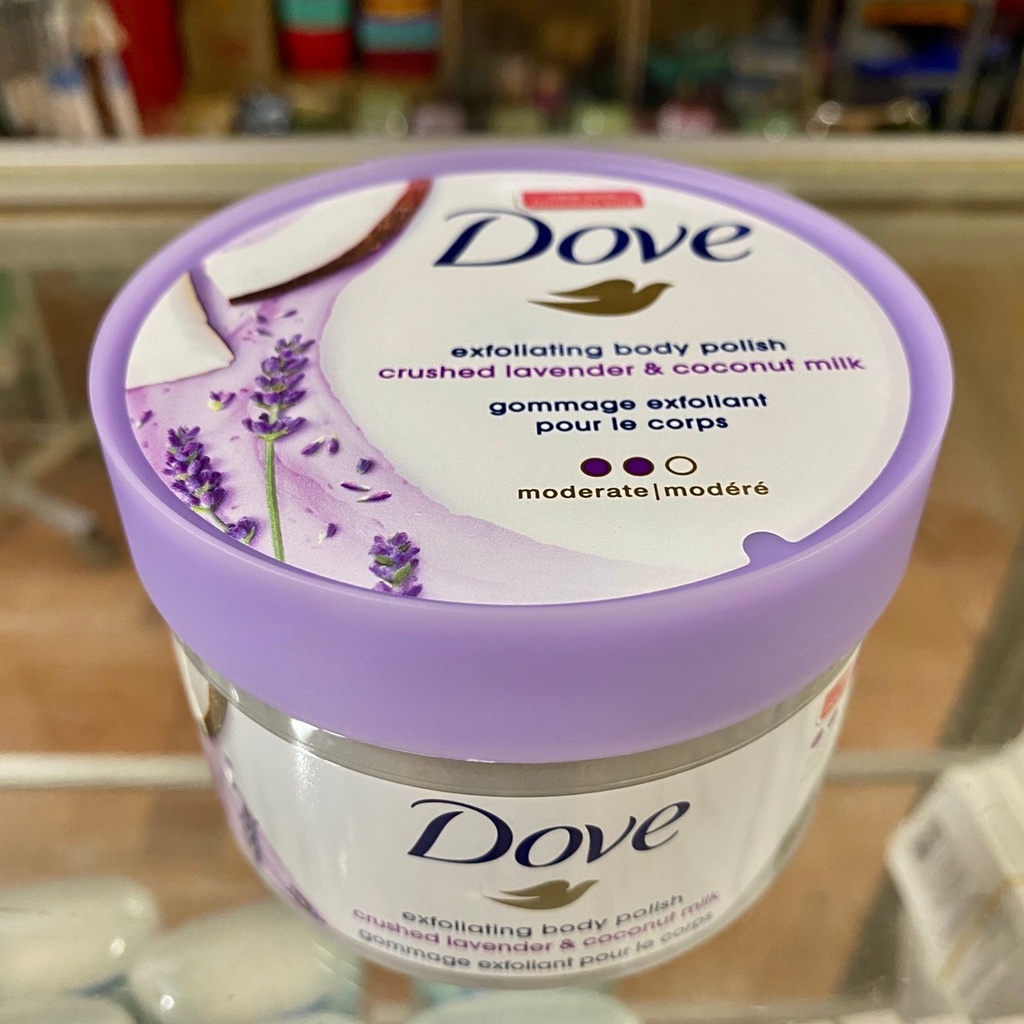 Dove
exfoliating body polish
crushed lavender & coconut milk
gommage exfoliant
pour le corps
moderate|modéré
Dove
exfoliating body polish
crushed lavender & coconut milk
gommage exfoliant pour le corps